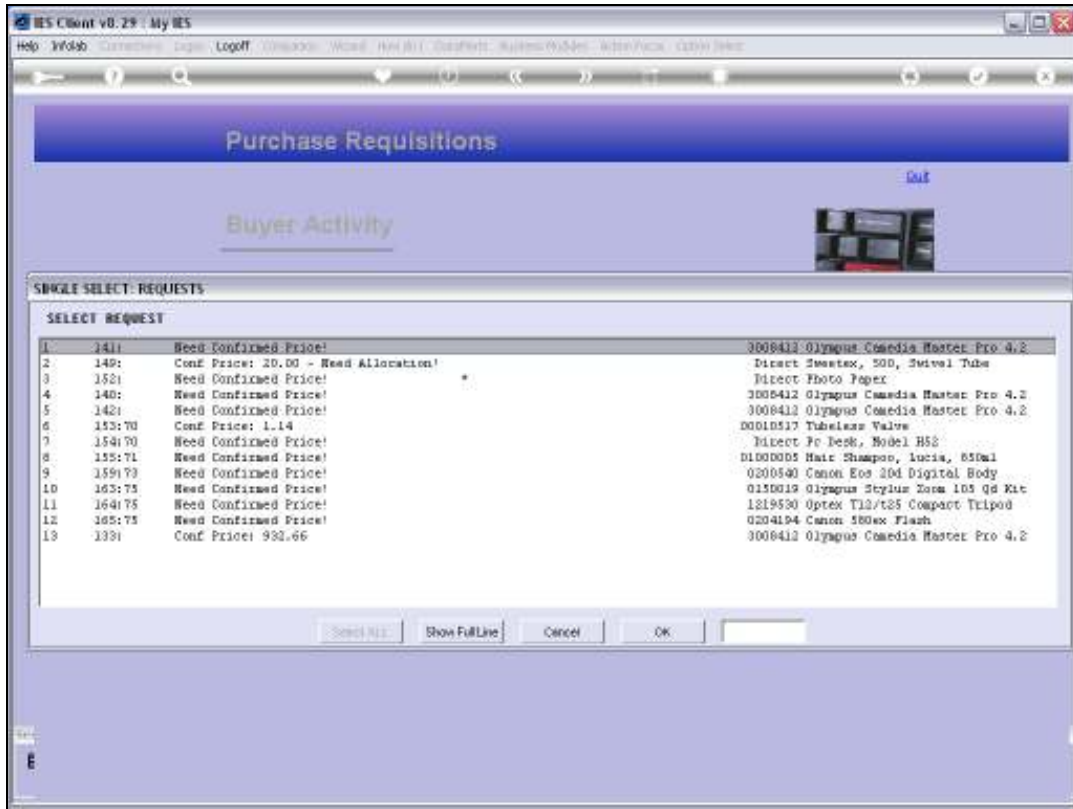 IES Client v8.29 : My IES
Help Infolab Logoff
Purchase Requisitions
Quit
Buyer Activity
SINGLE SELECT: REQUESTS
SELECT REQUEST
1 141: Need Confirmed Price! 3008412 Olympus Camedia Master Pro 4.2
2 149: Conf Price: 20.00 - Need Allocation! Direct Sweetex, 500, Swivel Tube
3 152: Need Confirmed Price! * Direct Photo Paper
4 140: Need Confirmed Price! 3008412 Olympus Camedia Master Pro 4.2
5 142: Need Confirmed Price! 3008412 Olympus Camedia Master Pro 4.2
6 153:70 Conf Price: 1.14 00010517 Tubeless Valve
7 154:70 Need Confirmed Price! Direct Pc Desk, Model H52
8 155:71 Need Confirmed Price! 01000005 Hair Shampoo, Lucia, 850ml
9 159:73 Need Confirmed Price! 0200540 Canon Eos 20d Digital Body
10 163:75 Need Confirmed Price! 0150019 Olympus Stylus Zoom 105 Qd Kit
11 164:75 Need Confirmed Price! 1219530 Optex T12/t25 Compact Tripod
12 165:75 Need Confirmed Price! 0204194 Canon 580ex Flash
13 133: Conf Price: 932.66 3008412 Olympus Camedia Master Pro 4.2
Select ALL Show Full Line Cancel OK